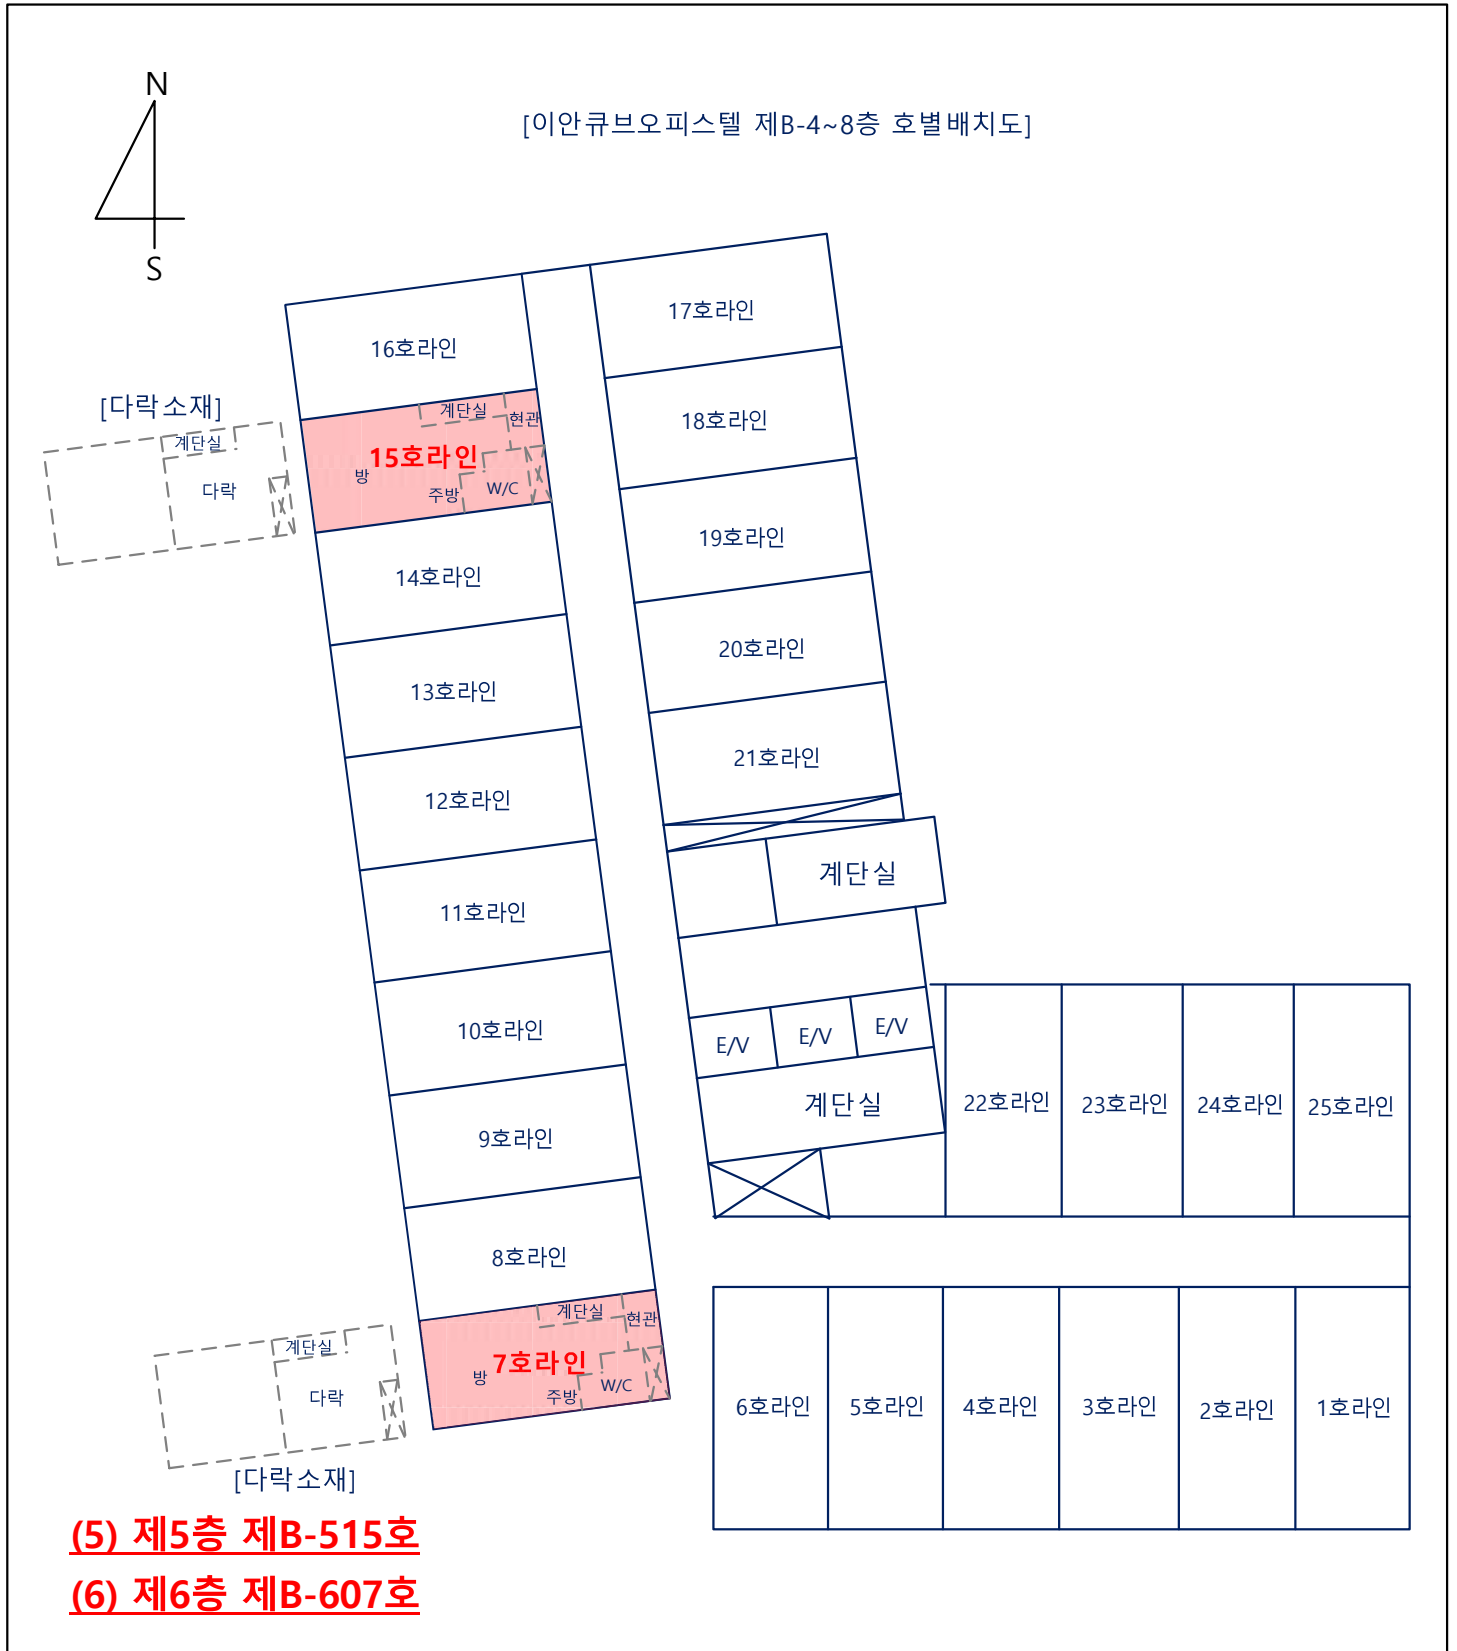 N
[이안큐브오피스텔 제B-4~8층 호별배치도]
S
17호라인
16호라인
[다락소재]
계단실
현관
18호라인
계단실
15호라인
방
다락
주방
W/C
19호라인
14호라인
20호라인
13호라인
21호라인
12호라인
계단실
11호라인
10호라인
E/V
E/V
E/V
계단실
22호라인
23호라인
24호라인
25호라인
9호라인
8호라인
계단실
현관
계단실
7호라인
방
다락
주방
W/C
6호라인
5호라인
4호라인
3호라인
2호라인
1호라인
[다락소재]
(5) 제5층 제B-515호
(6) 제6층 제B-607호